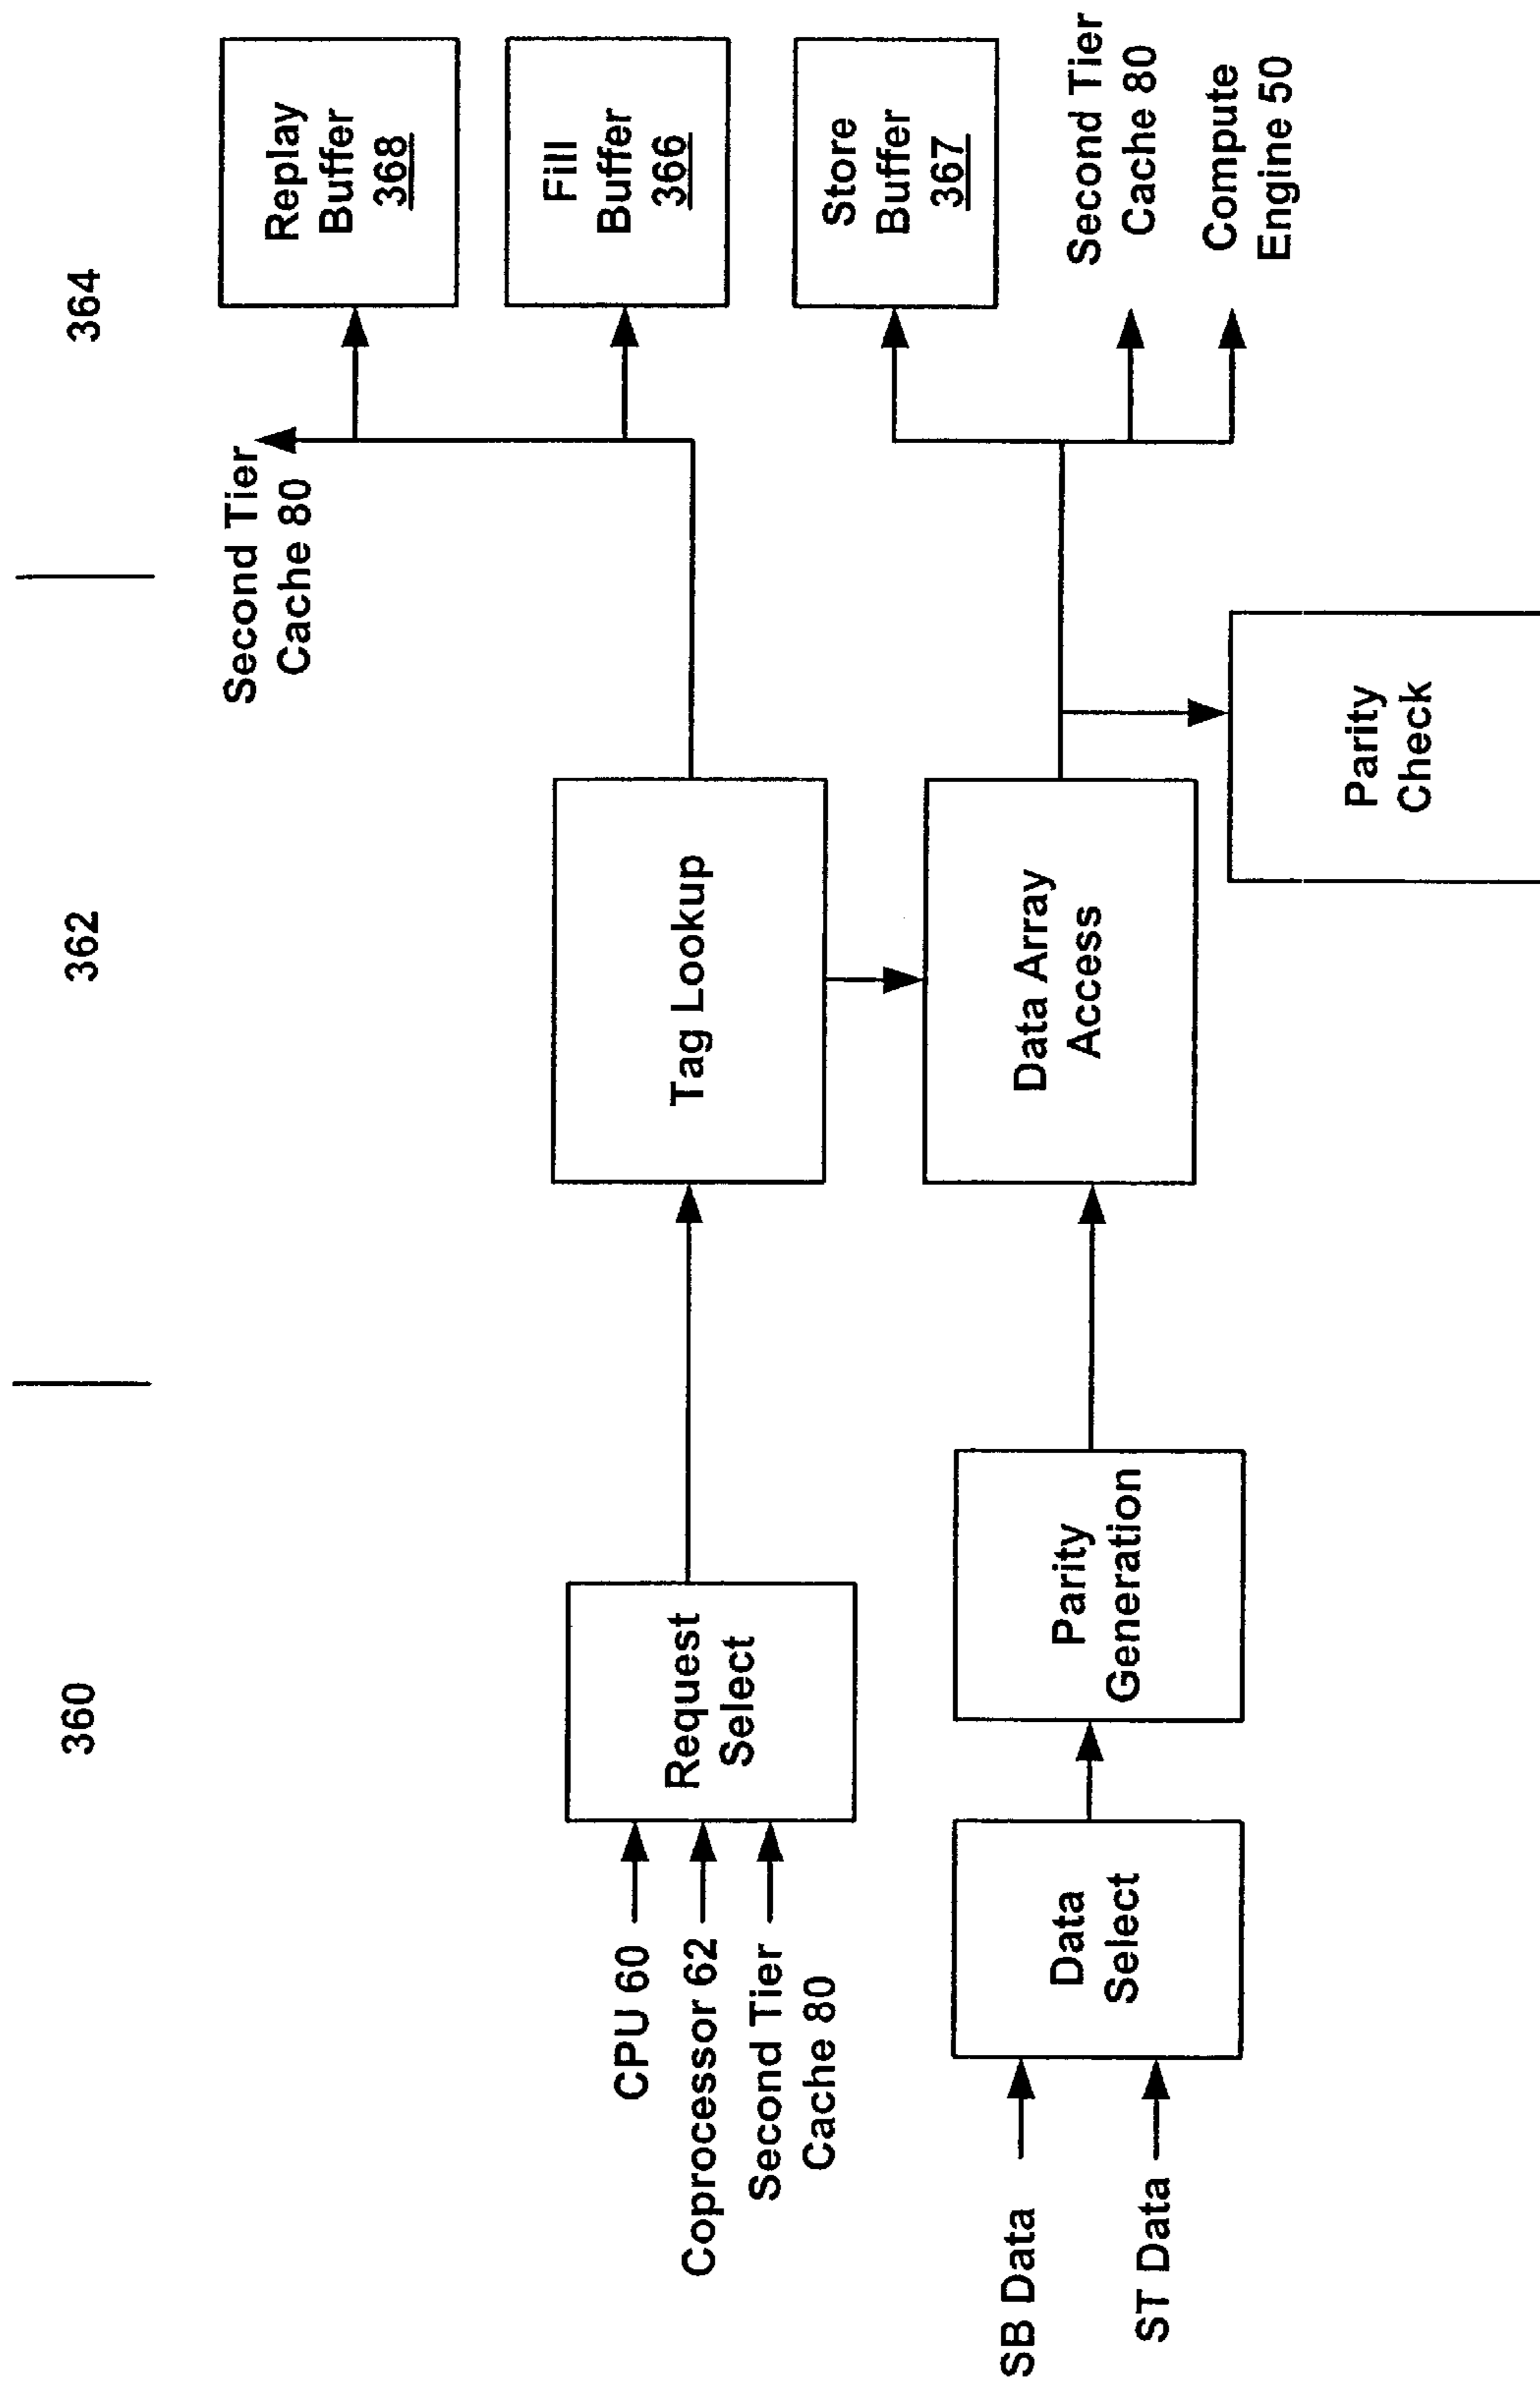 360
362
364
Second Tier
Cache 80
Replay
Buffer
368
Fill
Buffer
366
CPU 60
Coprocessor 62
Second Tier
Cache 80
Request
Select
Tag Lookup
Store
Buffer
367
SB Data
ST Data
Data
Select
Parity
Generation
Data Array
Access
Second Tier
Cache 80
Compute
Engine 50
Parity
Check